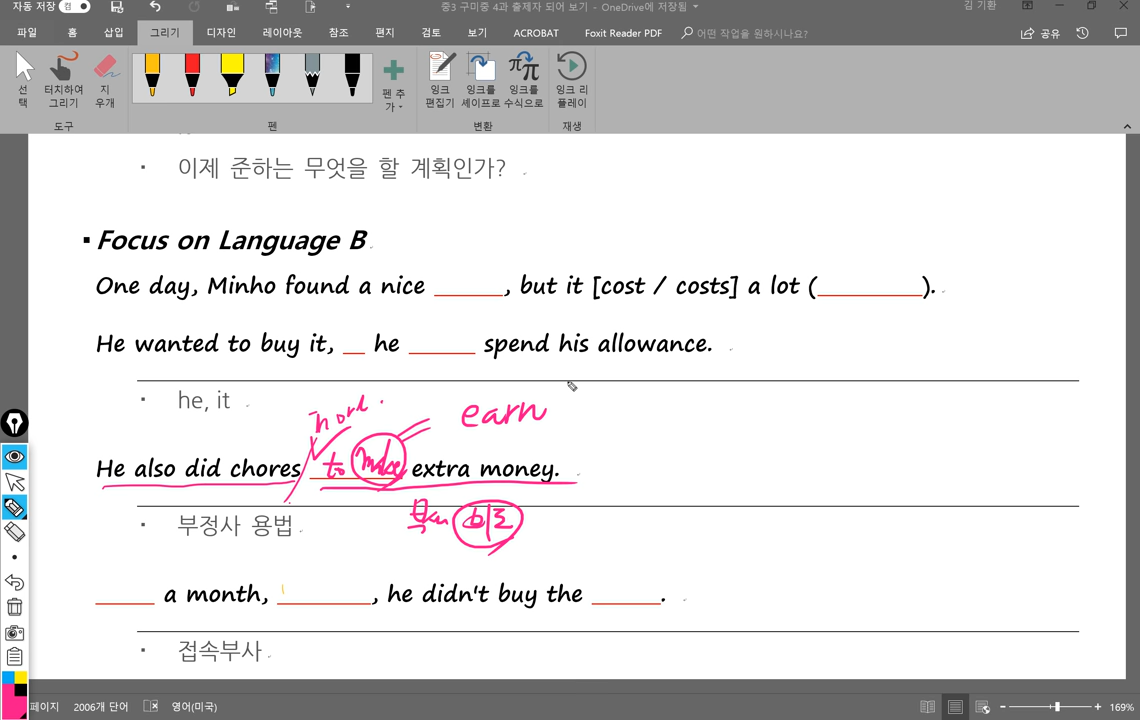 자동 저장 켬 중3 구미중 4과 출제자 되어 보기 - OneDrive에 저장됨 김 기환
파일 홈 삽입 그리기 디자인 레이아웃 참조 편지 검토 보기 ACROBAT Foxit Reader PDF 어떤 작업을 원하시나요? 공유
선택 터치하여 그리기 지우개 펜 추가 잉크 편집기 잉크를 셰이프로 잉크를 수식으로 잉크 리플레이
도구 펜 변환 재생
· 이제 준하는 무엇을 할 계획인가?
▪ Focus on Language B
One day, Minho found a nice ______, but it [cost / costs] a lot (_________).
He wanted to buy it, __ he ______ spend his allowance.
· he, it
earn
He also did chores to make extra money.
· 부정사 용법
_____ a month, ________, he didn't buy the ______.
· 접속부사
페이지 2006개 단어 영어(미국) 169%